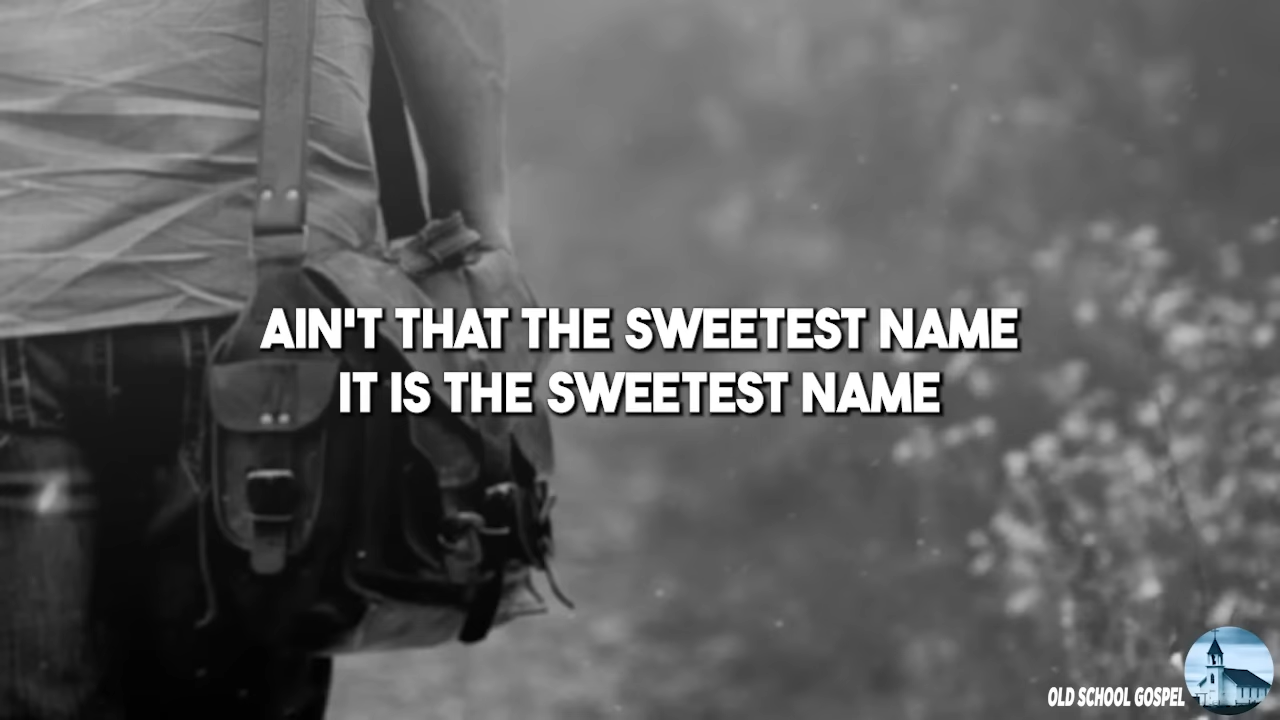 AIN'T THAT THE SWEETEST NAME
IT IS THE SWEETEST NAME
OLD SCHOOL GOSPEL